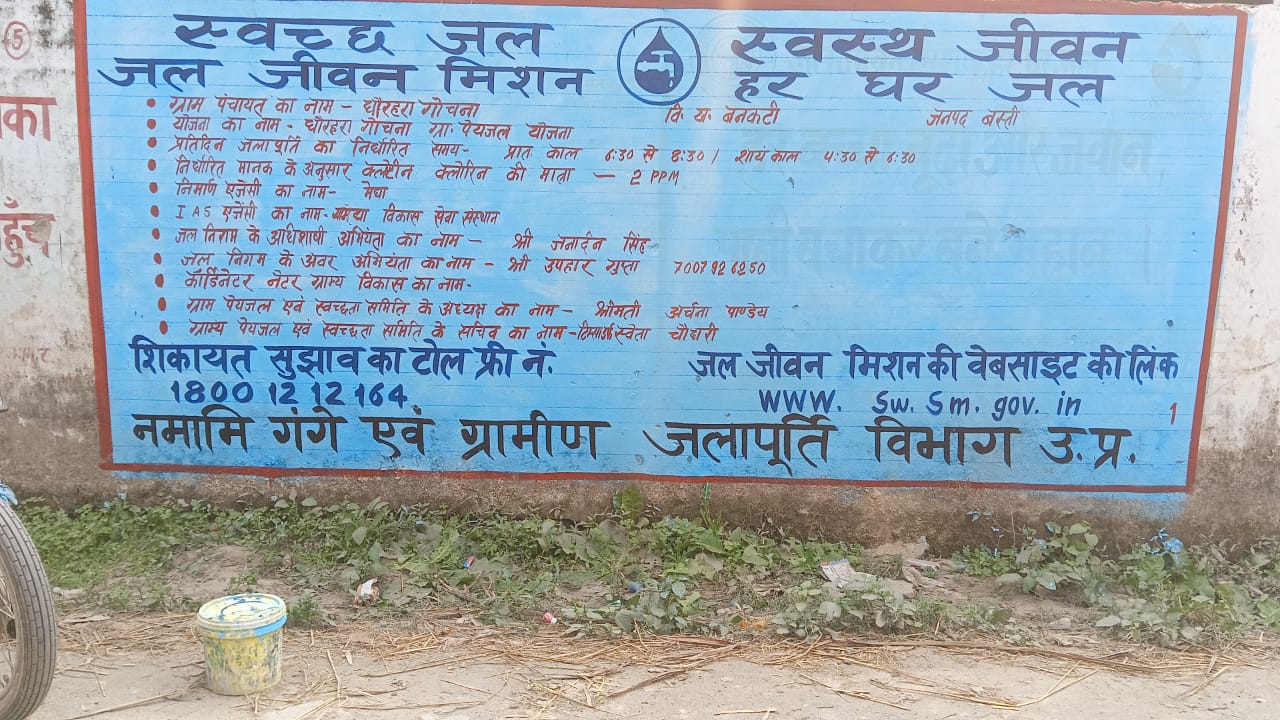 ५
का
हुँच
स्वच्छ जल स्वस्थ जीवन
जल जीवन मिशन हर घर जल
• ग्राम पंचायत का नाम - धौरहरा गोचना वि. ख. बनकटी जनपद बस्ती
• योजना का नाम - धौरहरा गोचना ग्रा. पेयजल योजना
• प्रतिदिन जलापूर्ति का निर्धारित समय- प्रात काल 6:30 से 8:30 / शायं काल 4:30 से 6:30
• निर्धारित मानक के अनुसार क्लोरीन क्लोरिन की मात्रा — 2 PPM
• निर्माण एजेंसी का नाम- मेघा
• I A S एजेंसी का नाम- विकास सेवा संस्थान
• जल निगम के अधिशाषी अभियंता का नाम — श्री जनार्दन सिंह
• जल निगम के अवर अभियंता का नाम - श्री उपहार गुप्ता 7007926250
• कॉर्डिनेटर नेटर ग्राम्य विकास का नाम-
• ग्राम पेयजल एवं स्वच्छता समिति के अध्यक्ष का नाम - श्रीमती अर्चना पाण्डेय
• ग्राम्य पेयजल एवं स्वच्छता समिति के सचिव का नाम - स्वेता चौधरी
शिकायत सुझाव का टोल फ्री नं. जल जीवन मिशन की वेबसाइट की लिंक
1800 12 12 164 www. Sw. Sm. gov. in 1
नमामि गंगे एवं ग्रामीण जलापूर्ति विभाग उ.प्र.